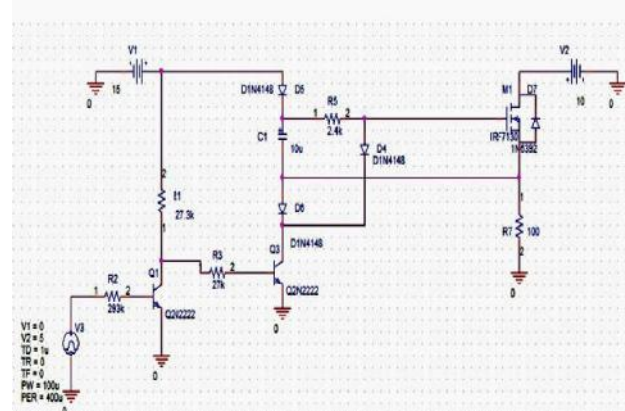 V1
15
0
V2
10
0
D1N4148 D5
M1 D7
1 R5 2
2.4k
IRF7130
C1
10u
D4
D1N4148
2
1
27.3k
1
D6
D1N4148
1
R7 100
2
0
Q1
R3
1 2
27k
Q3
Q2N2222
0
R2
1 2
293k
Q2N2222
0
V3
V1 = 0
V2 = 5
TD = 1u
TR = 0
TF = 0
PW = 100u
PER = 400u
0